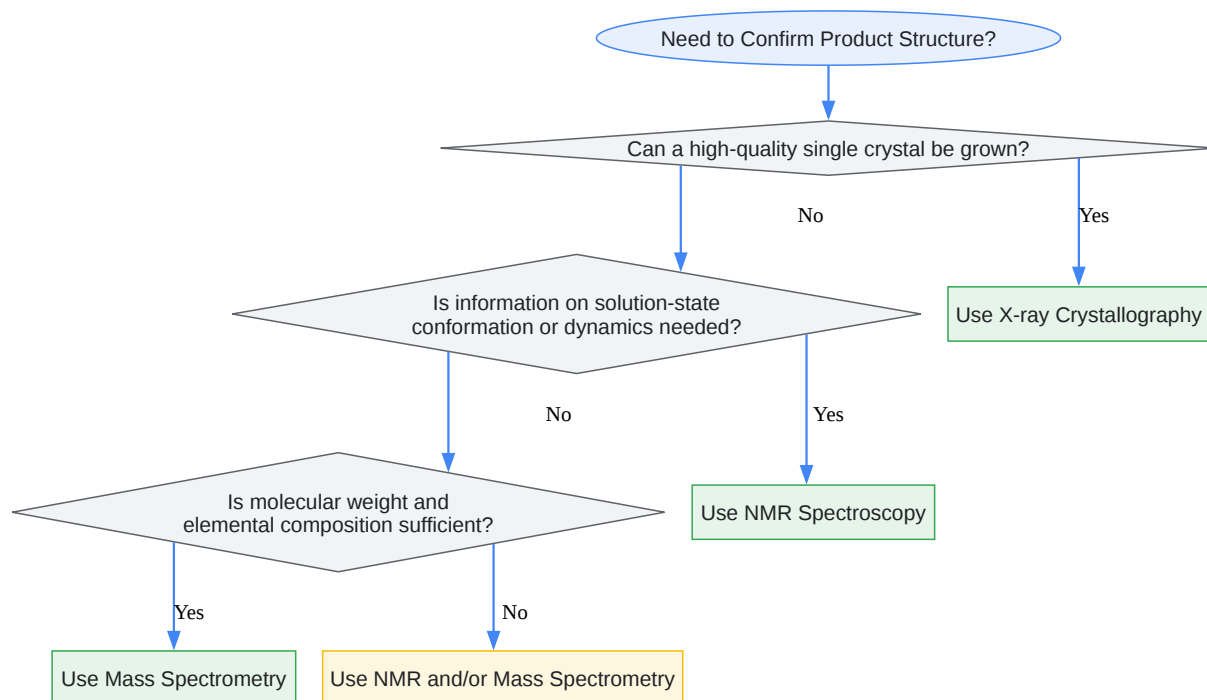 Need to Confirm Product Structure?
Can a high-quality single crystal be grown?
No
Yes
Is information on solution-state
conformation or dynamics needed?
Use X-ray Crystallography
No
Yes
Is molecular weight and
elemental composition sufficient?
Use NMR Spectroscopy
Yes
No
Use Mass Spectrometry
Use NMR and/or Mass Spectrometry